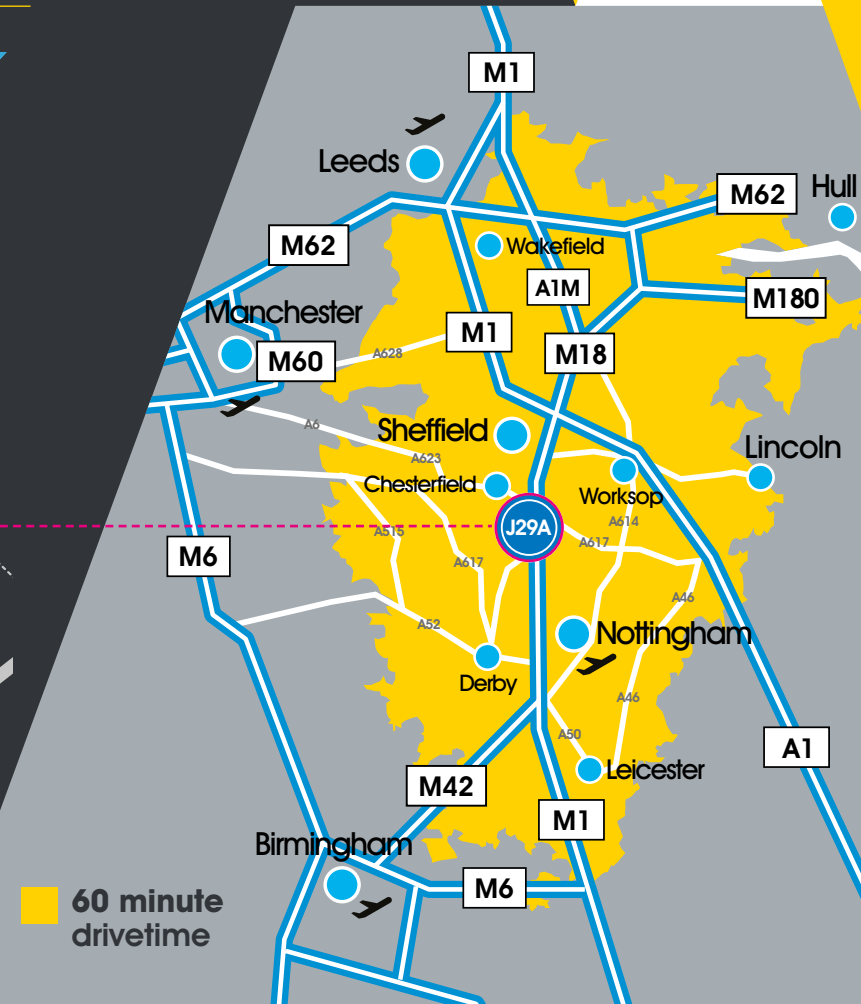 M1
Leeds
M62
Hull
M62
Wakefield
A1M
M180
Manchester
M1
M18
M60
A628
A6
Sheffield
A623
Lincoln
Chesterfield
Worksop
J29A
A614
A515
A617
M6
A617
A46
A52
Nottingham
Derby
A46
A50
A1
Leicester
M42
M1
Birmingham
M6
60 minute
drivetime